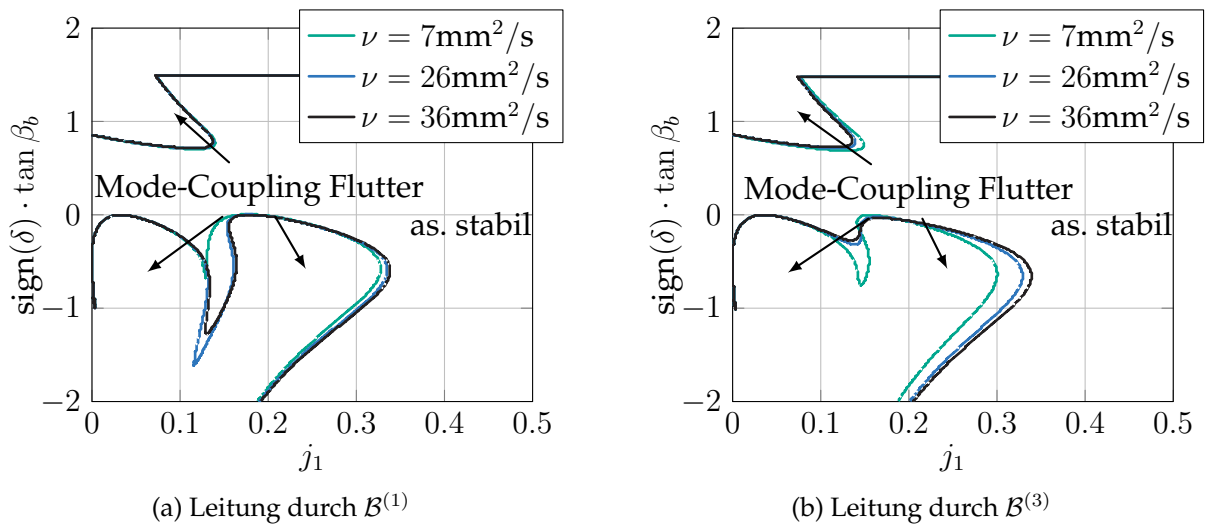 2
1
0
−1
−2
0
0.1
0.2
0.3
0.4
0.5
sign(δ) · tan β_b
j₁
ν = 7mm²/s
ν = 26mm²/s
ν = 36mm²/s
Mode-Coupling Flutter
as. stabil
(a) Leitung durch 𝓑⁽¹⁾
2
1
0
−1
−2
0
0.1
0.2
0.3
0.4
0.5
sign(δ) · tan β_b
j₁
ν = 7mm²/s
ν = 26mm²/s
ν = 36mm²/s
Mode-Coupling Flutter
as. stabil
(b) Leitung durch 𝓑⁽³⁾